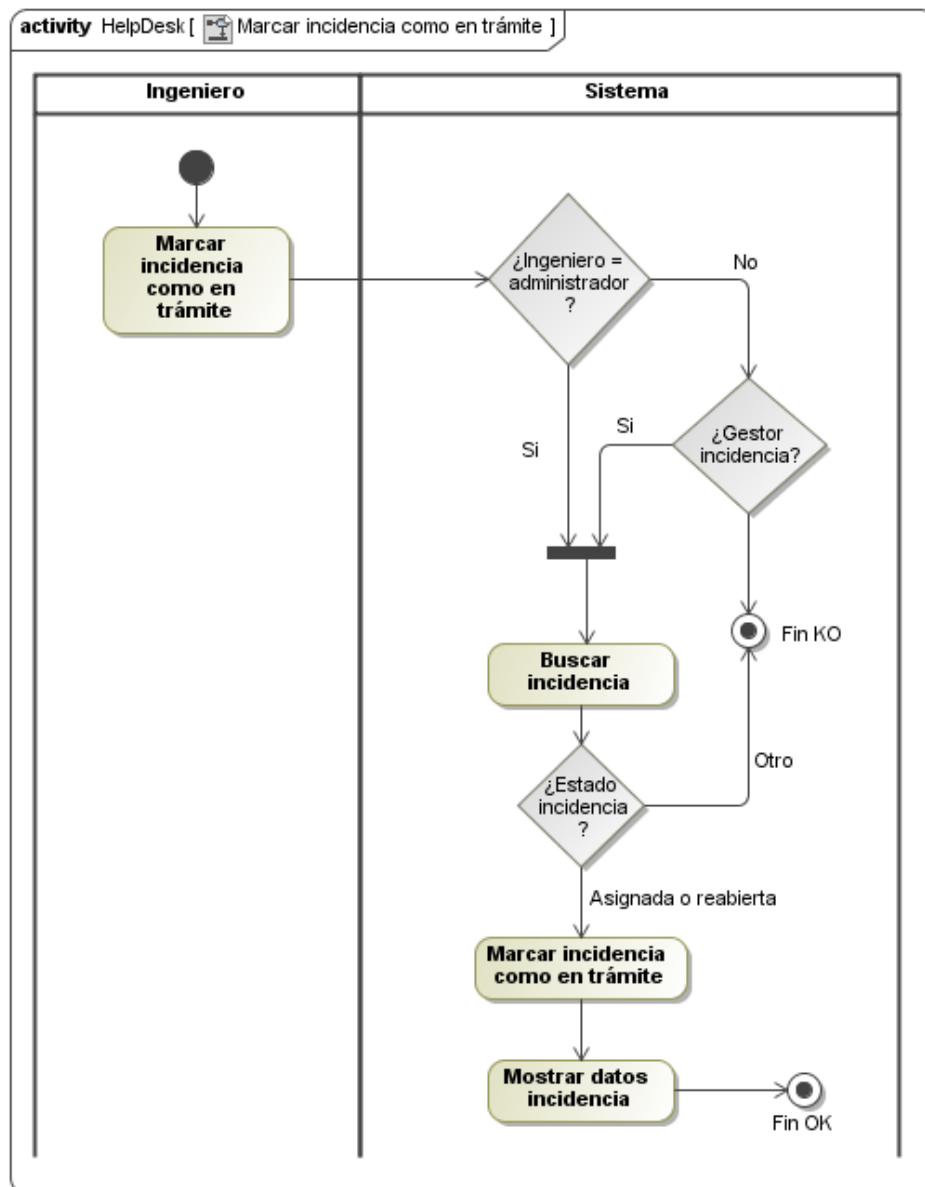 activity HelpDesk [ Marcar incidencia como en trámite ]
Ingeniero
Sistema
Marcar
incidencia
como en
trámite
¿Ingeniero =
administrador
?
No
Si
¿Gestor
incidencia?
Si
Fin KO
Buscar
incidencia
¿Estado
incidencia
?
Otro
Asignada o reabierta
Marcar incidencia
como en trámite
Mostrar datos
incidencia
Fin OK